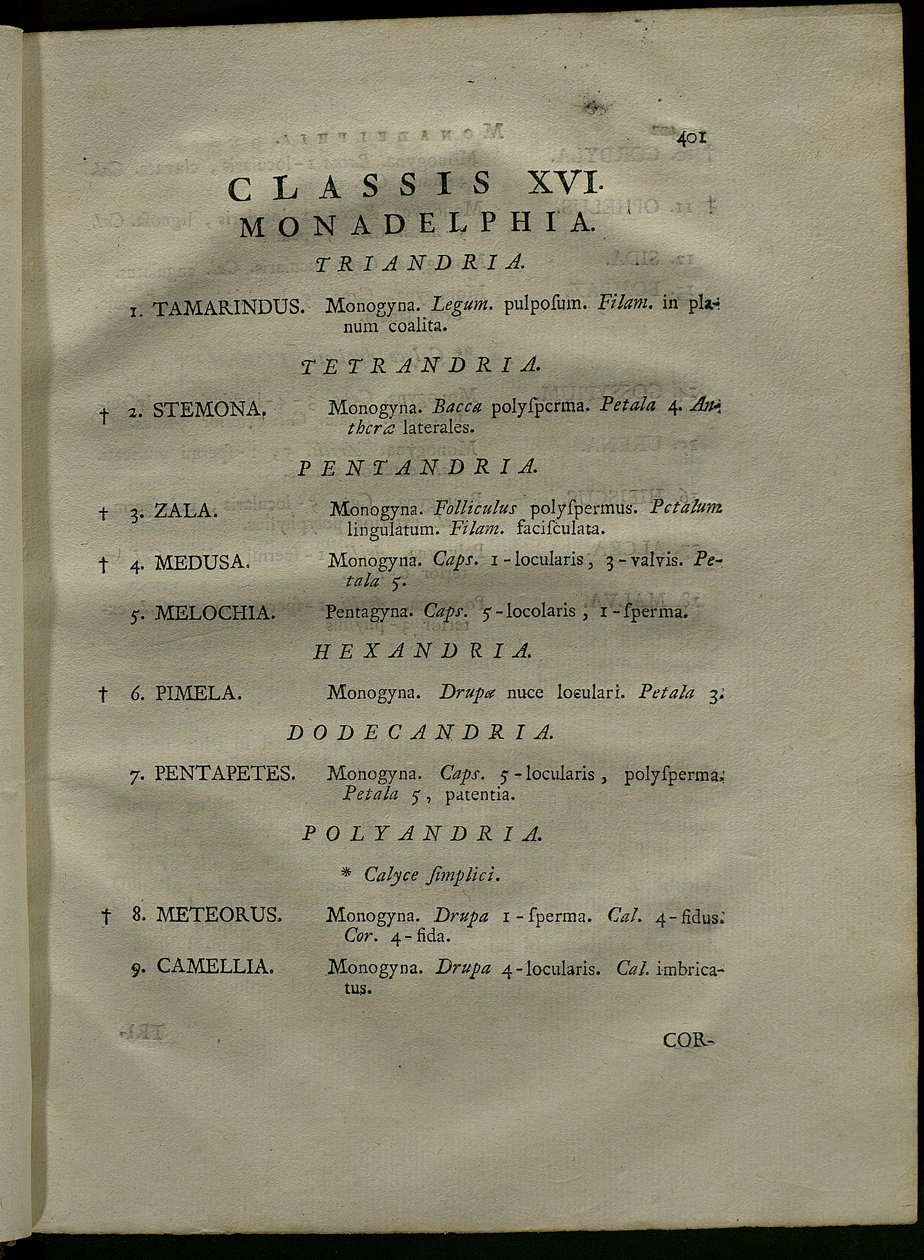 401
CLASSIS XVI.
MONADELPHIA.
TRIANDRIA.
1. TAMARINDUS. Monogyna. Legum. pulpoſum. Filam. in pla-
num coalita.
TETRANDRIA.
† 2. STEMONA. Monogyna. Bacca polyſperma. Petala 4. An-
theræ laterales.
PENTANDRIA.
† 3. ZALA. Monogyna. Folliculus polyſpermus. Petalum
lingulatum. Filam. faciſculata.
† 4. MEDUSA. Monogyna. Caps. 1-locularis, 3-valvis. Pe-
tala 5.
5. MELOCHIA. Pentagyna. Caps. 5-locolaris, 1-ſperma.
HEXANDRIA.
† 6. PIMELA. Monogyna. Drupæ nuce loculari. Petala 3.
DODECANDRIA.
7. PENTAPETES. Monogyna. Caps. 5-locularis, polyſperma.
Petala 5, patentia.
POLYANDRIA.
* Calyce ſimplici.
† 8. METEORUS. Monogyna. Drupa 1-ſperma. Cal. 4-fidus.
Cor. 4-fida.
9. CAMELLIA. Monogyna. Drupa 4-locularis. Cal. imbrica-
tus.
COR-